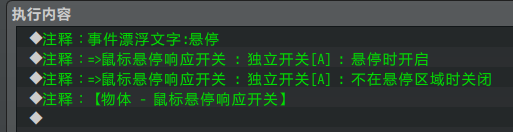 执行内容
◆注释：事件漂浮文字:悬停
◆注释：=>鼠标悬停响应开关 : 独立开关[A] : 悬停时开启
◆注释：=>鼠标悬停响应开关 : 独立开关[A] : 不在悬停区域时关闭
◆注释：【物体 - 鼠标悬停响应开关】
◆